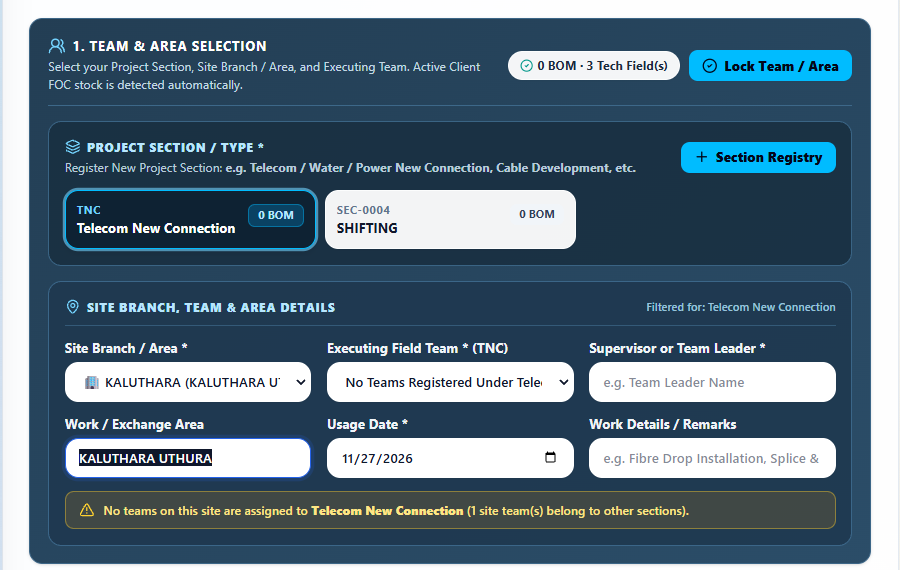 1. TEAM & AREA SELECTION
Select your Project Section, Site Branch / Area, and Executing Team. Active Client
FOC stock is detected automatically.
0 BOM · 3 Tech Field(s)
Lock Team / Area
PROJECT SECTION / TYPE *
Register New Project Section: e.g. Telecom / Water / Power New Connection, Cable Development, etc.
+ Section Registry
TNC
Telecom New Connection
0 BOM
SEC-0004
SHIFTING
0 BOM
SITE BRANCH, TEAM & AREA DETAILS
Filtered for: Telecom New Connection
Site Branch / Area *
Executing Field Team * (TNC)
Supervisor or Team Leader *
KALUTHARA (KALUTHARA U
No Teams Registered Under Tele
e.g. Team Leader Name
Work / Exchange Area
Usage Date *
Work Details / Remarks
KALUTHARA UTHURA
11/27/2026
e.g. Fibre Drop Installation, Splice &
No teams on this site are assigned to Telecom New Connection (1 site team(s) belong to other sections).